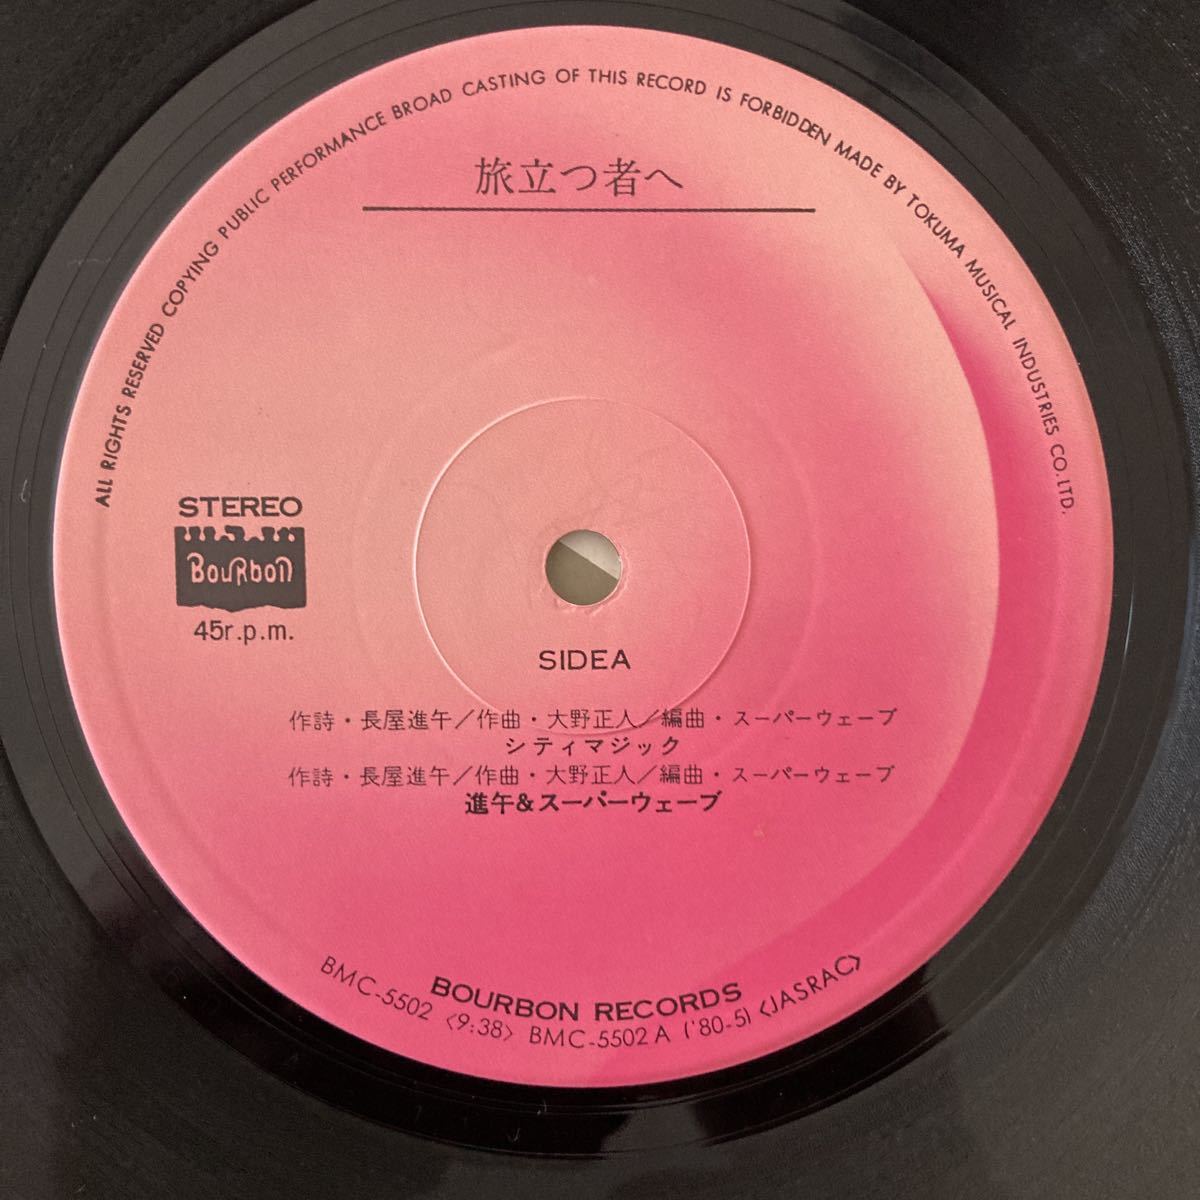 ALL RIGHTS RESERVED COPYING PUBLIC PERFORMANCE BROAD CASTING OF THIS RECORD IS FORBIDDEN MADE BY TOKUMA MUSICAL INDUSTRIES CO. LTD.
旅立つ者へ
STEREO
BouRbon
45r.p.m.
SIDEA
作詩・長屋進午／作曲・大野正人／編曲・スーパーウェーブ
シティマジック
作詩・長屋進午／作曲・大野正人／編曲・スーパーウェーブ
進午&スーパーウェーブ
BOURBON RECORDS
BMC-5502 〈9:38〉 BMC-5502 A ('80-5) 〈JASRAC〉